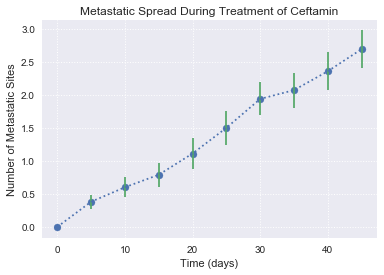 Metastatic Spread During Treatment of Ceftamin
3.0
2.5
2.0
1.5
1.0
0.5
0.0
Number of Metastatic Sites
0 10 20 30 40
Time (days)